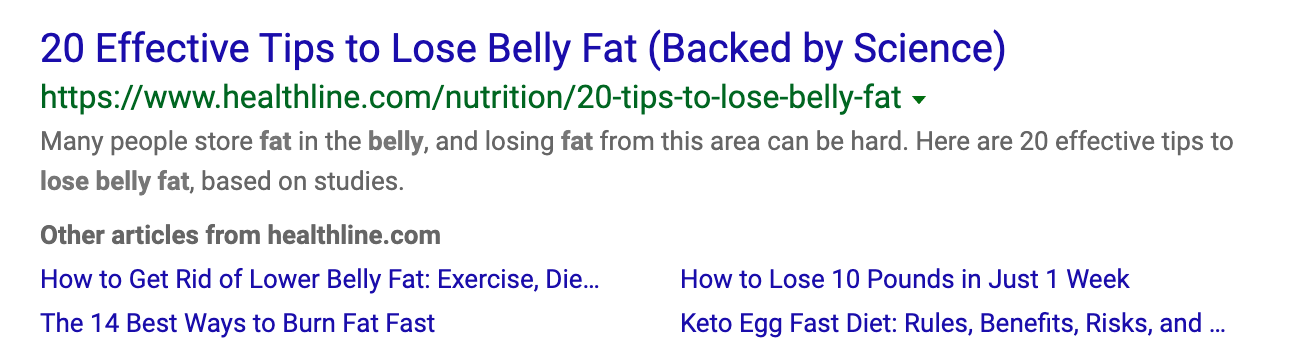 20 Effective Tips to Lose Belly Fat (Backed by Science)
https://www.healthline.com/nutrition/20-tips-to-lose-belly-fat
Many people store fat in the belly, and losing fat from this area can be hard. Here are 20 effective tips to
lose belly fat, based on studies.
Other articles from healthline.com
How to Get Rid of Lower Belly Fat: Exercise, Die...
How to Lose 10 Pounds in Just 1 Week
The 14 Best Ways to Burn Fat Fast
Keto Egg Fast Diet: Rules, Benefits, Risks, and ...